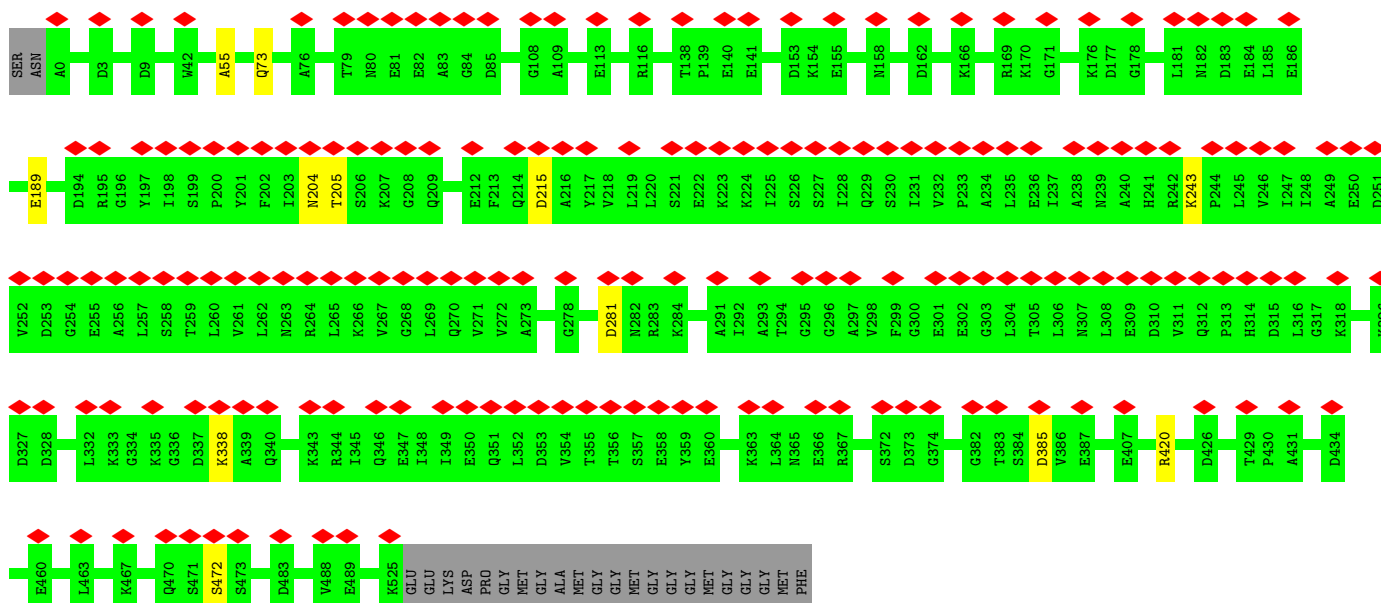 SER ASN A0 D3 D9 W42 A55 Q73 A76 T79 N80 E81 E82 A83 G84 D85 G108 A109 E113 R116 T138 P139 E140 E141 D153 K154 E155 N158 D162 K166 R169 K170 G171 K176 D177 G178 L181 N182 D183 E184 L185 E186
E189 D194 R195 G196 Y197 I198 S199 P200 Y201 F202 I203 N204 T205 S206 K207 G208 Q209 E212 F213 Q214 D215 A216 Y217 V218 L219 L220 S221 E222 K223 K224 I225 S226 S227 I228 Q229 S230 I231 V232 P233 A234 L235 E236 I237 A238 N239 A240 H241 R242 K243 P244 L245 V246 I247 I248 A249 E250 D251
V252 D253 G254 E255 A256 L257 S258 T259 L260 V261 L262 N263 R264 L265 K266 V267 G268 L269 Q270 V271 V272 A273 G278 D281 N282 R283 K284 A291 I292 A293 T294 G295 G296 A297 V298 F299 G300 E301 E302 G303 L304 T305 L306 N307 L308 E309 D310 V311 Q312 P313 H314 D315 L316 G317 K318
D327 D328 L332 K333 G334 K335 G336 D337 K338 A339 Q340 K343 R344 I345 Q346 E347 I348 I349 E350 Q351 L352 D353 V354 T355 T356 S357 E358 Y359 E360 K363 L364 N365 E366 R367 S372 D373 G374 G382 T383 S384 D385 V386 E387 E407 R420 D426 T429 P430 A431 D434
E460 L463 K467 Q470 S471 S472 S473 D483 V488 E489 K525 GLU GLU LYS ASP PRO GLY MET GLY ALA MET GLY GLY MET GLY GLY GLY MET GLY GLY GLY MET PHE